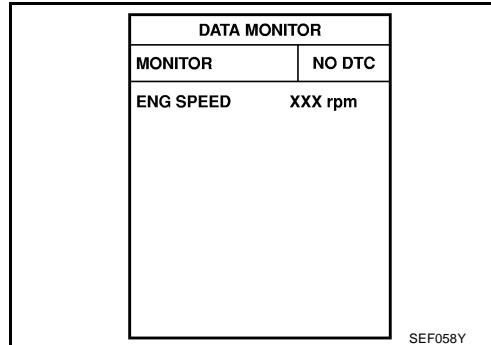 DATA MONITOR
MONITOR NO DTC
ENG SPEED XXX rpm
SEF058Y